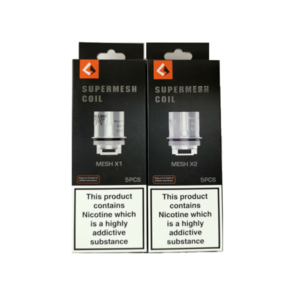 SUPERMESH
COIL
MESH X1
5PCS
This product
contains
Nicotine which
is a highly
addictive
substance
SUPERMESH
COIL
MESH X2
5PCS
This product
contains
Nicotine which
is a highly
addictive
substance